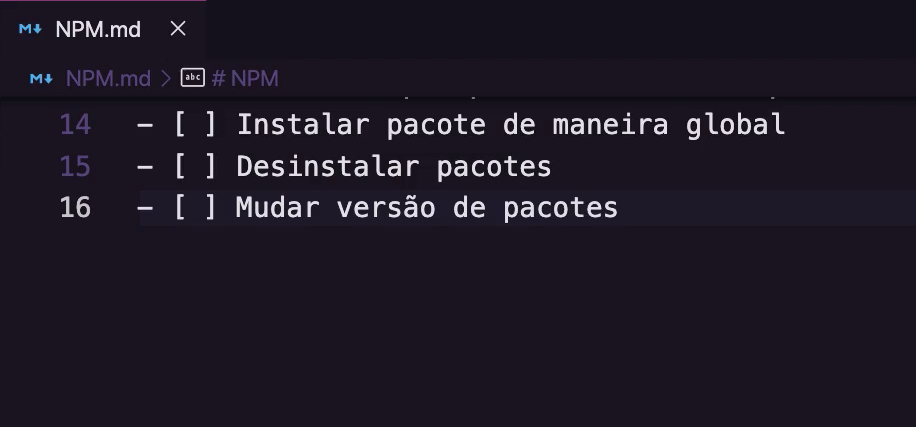 NPM.md
NPM.md > # NPM
14 - [ ] Instalar pacote de maneira global
15 - [ ] Desinstalar pacotes
16 - [ ] Mudar versão de pacotes